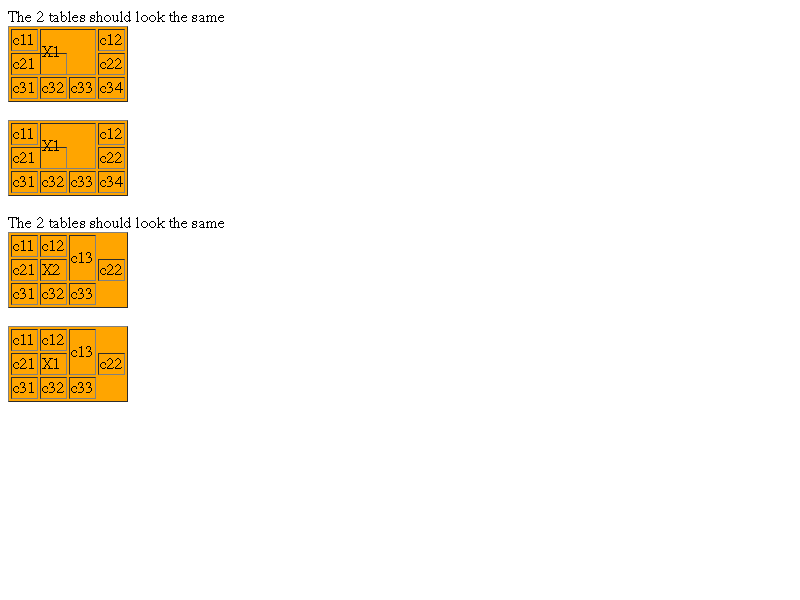 The 2 tables should look the same
c11 X1 c12
c21 c22
c31 c32 c33 c34
c11 X1 c12
c21 c22
c31 c32 c33 c34
The 2 tables should look the same
c11 c12 c13
c21 X2 c22
c31 c32 c33
c11 c12 c13
c21 X1 c22
c31 c32 c33